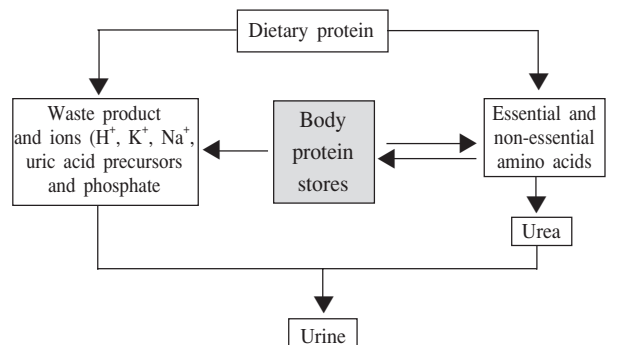 Dietary protein
Waste product
and ions (H⁺, K⁺, Na⁺,
uric acid precursors
and phosphate
Body
protein
stores
Essential and
non-essential
amino acids
Urea
Urine